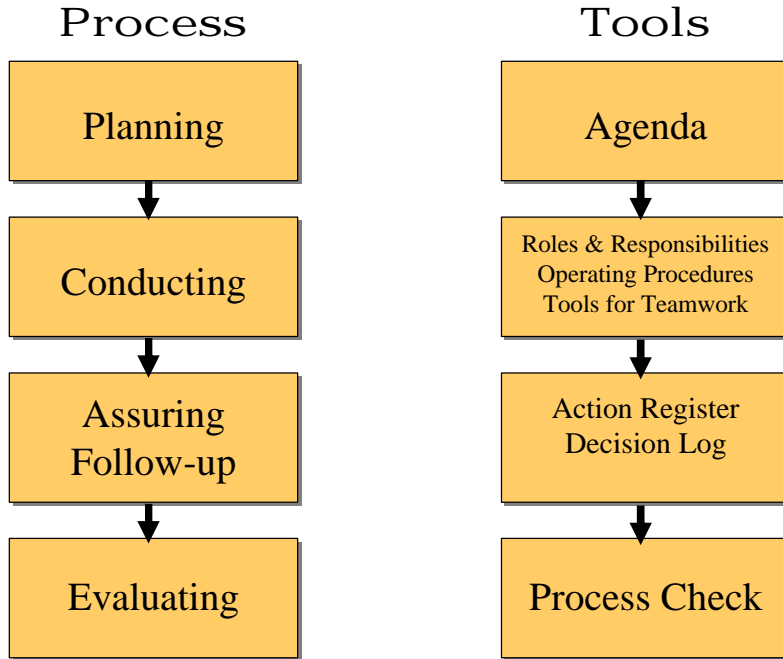 Process
Planning
Conducting
Assuring
Follow-up
Evaluating
Tools
Agenda
Roles & Responsibilities
Operating Procedures
Tools for Teamwork
Action Register
Decision Log
Process Check